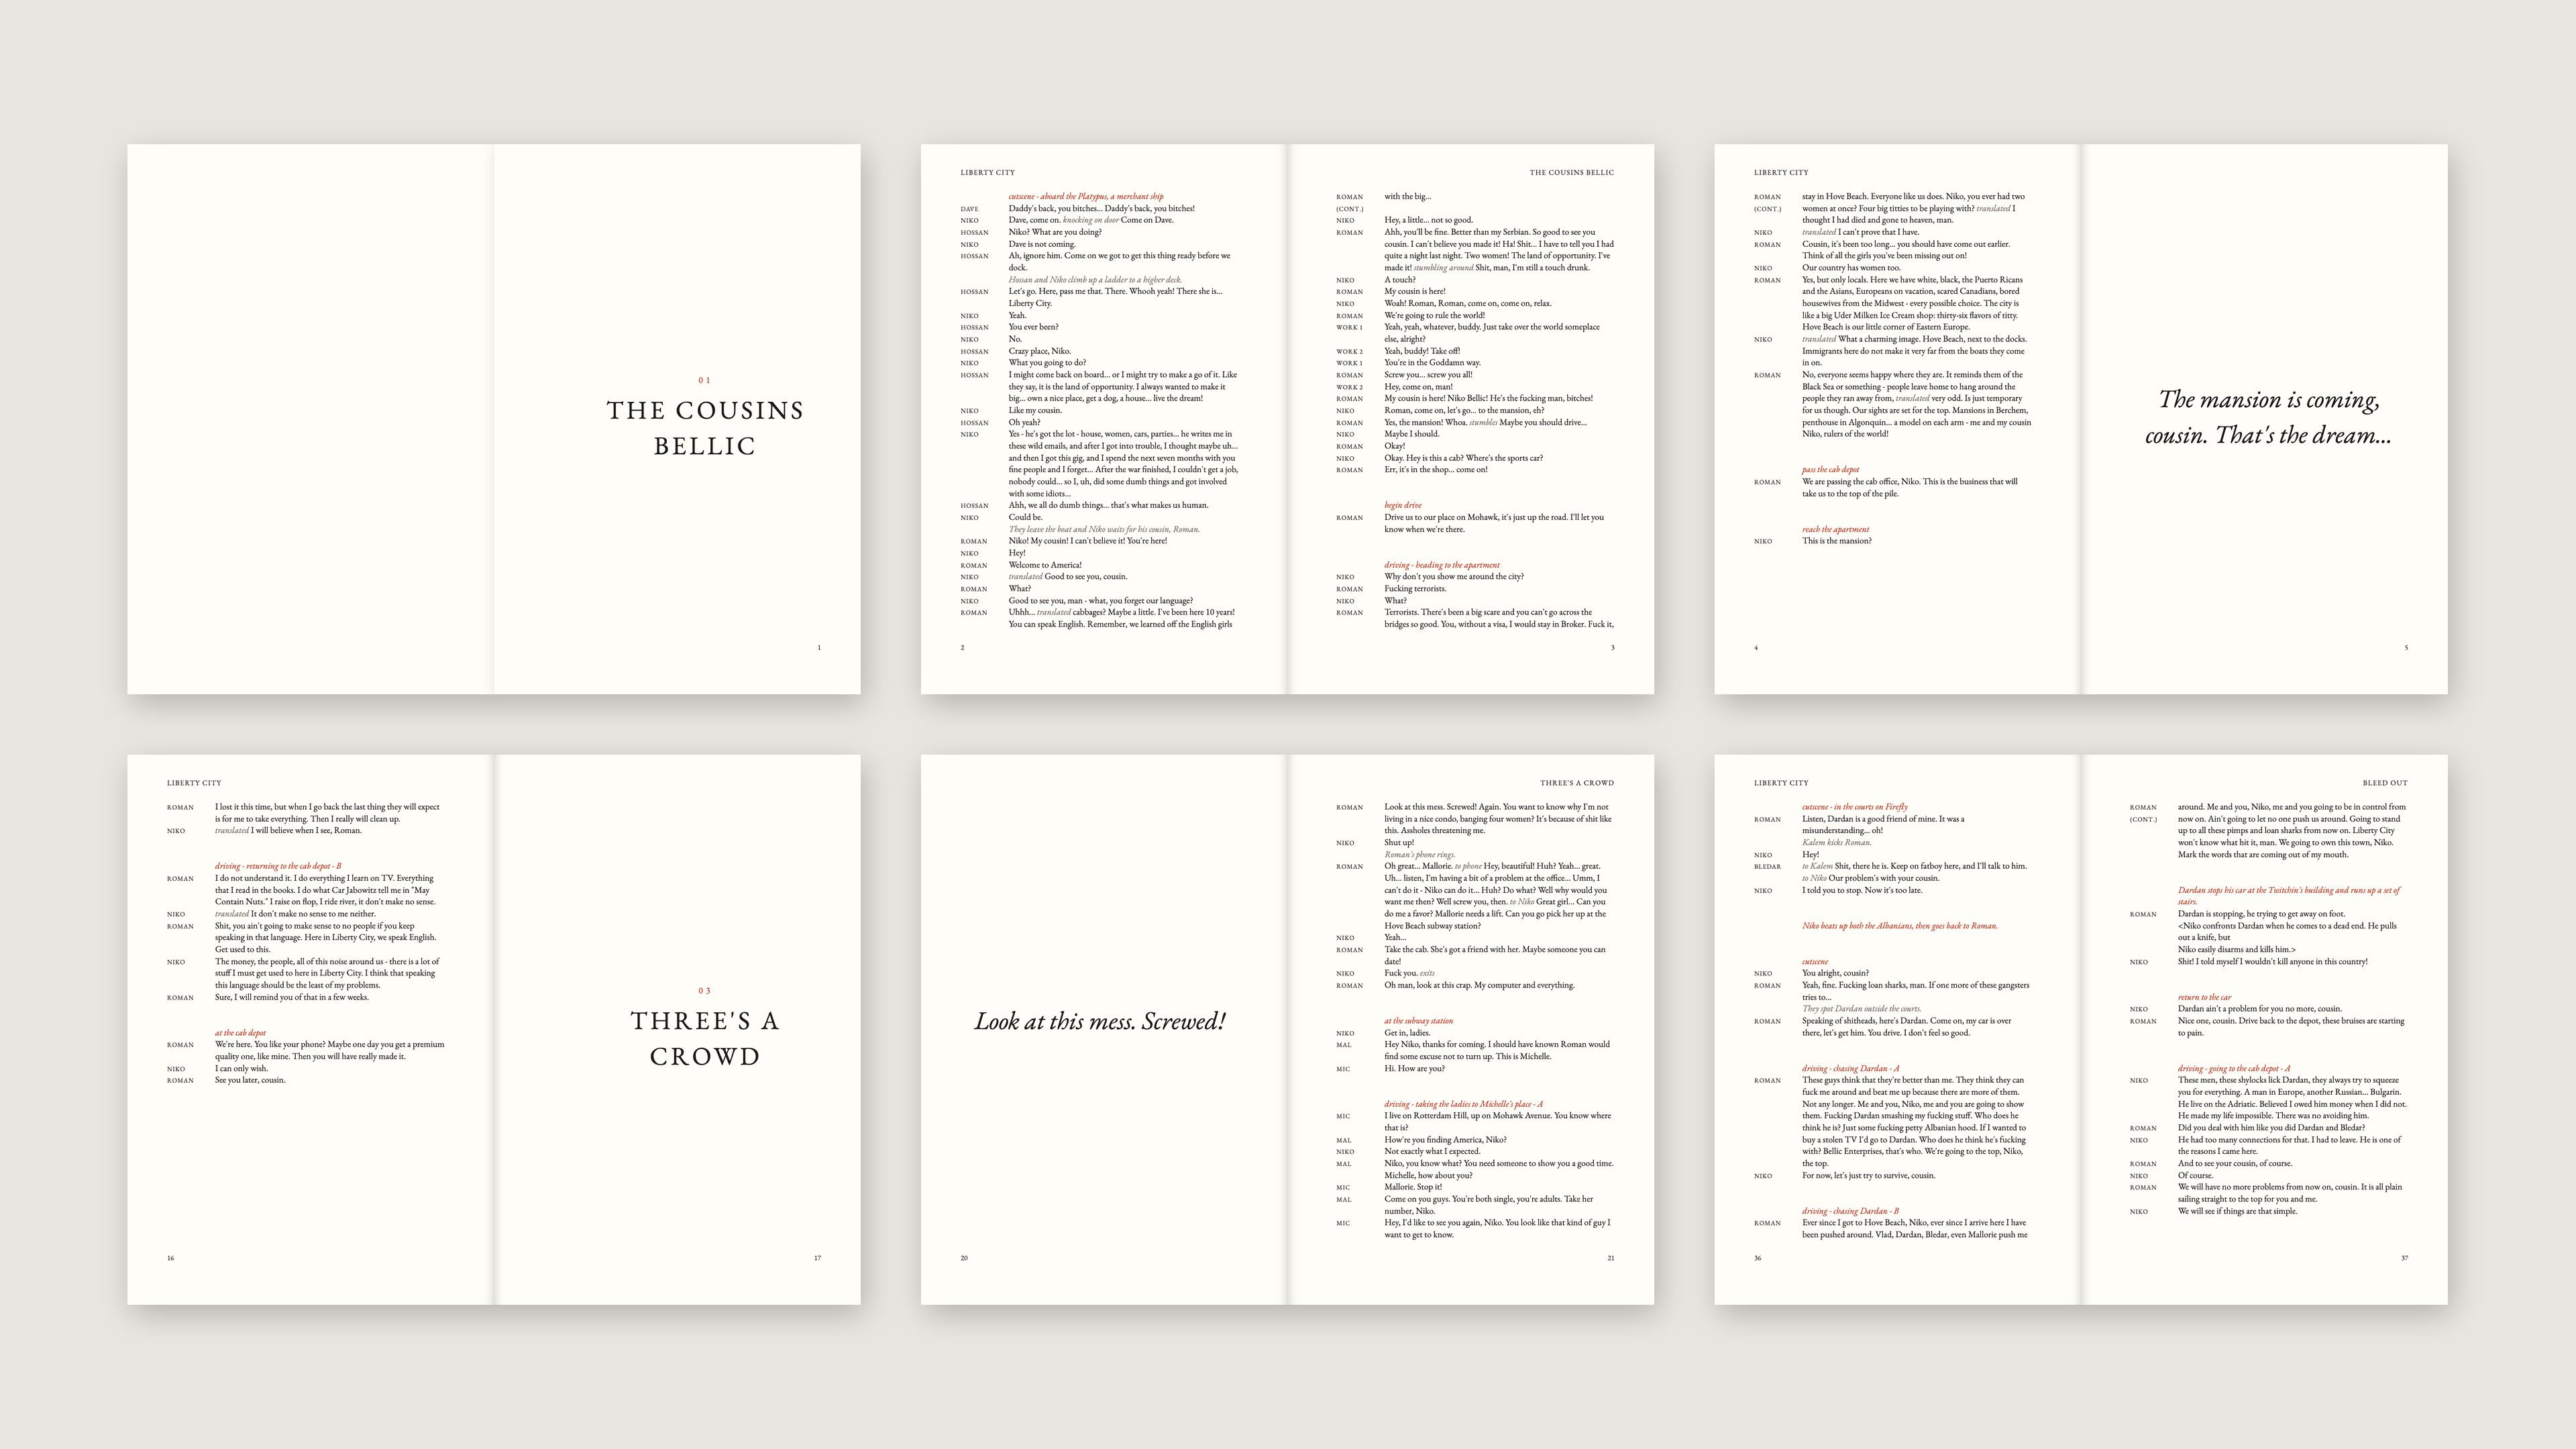 01
THE COUSINS
BELLIC
1
LIBERTY CITY
cutscene - aboard the Platypus, a merchant ship
DAVE Daddy's back, you bitches... Daddy's back, you bitches!
NIKO Dave, come on. knocking on door Come on Dave.
HOSSAN Niko? What are you doing?
NIKO Dave is not coming.
HOSSAN Ah, ignore him. Come on we got to get this thing ready before we
dock.
Hossan and Niko climb up a ladder to a higher deck.
HOSSAN Let's go. Here, pass me that. There. Whooh yeah! There she is...
Liberty City.
NIKO Yeah.
HOSSAN You ever been?
NIKO No.
HOSSAN Crazy place, Niko.
NIKO What you going to do?
HOSSAN I might come back on board... or I might try to make a go of it. Like
they say, it is the land of opportunity. I always wanted to make it
big... own a nice place, get a dog, a house... live the dream!
NIKO Like my cousin.
HOSSAN Oh yeah?
NIKO Yes - he's got the lot - house, women, cars, parties... he writes me in
these wild emails, and after I got into trouble, I thought maybe uh...
and then I got this gig, and I spend the next seven months with you
fine people and I forget... After the war finished, I couldn't get a job,
nobody could... so I, uh, did some dumb things and got involved
with some idiots...
HOSSAN Ahh, we all do dumb things... that's what makes us human.
NIKO Could be.
They leave the boat and Niko waits for his cousin, Roman.
ROMAN Niko! My cousin! I can't believe it! You're here!
NIKO Hey!
ROMAN Welcome to America!
NIKO translated Good to see you, cousin.
ROMAN What?
NIKO Good to see you, man - what, you forget our language?
ROMAN Uhhh... translated cabbages? Maybe a little. I've been here 10 years!
You can speak English. Remember, we learned off the English girls
2
THE COUSINS BELLIC
ROMAN with the big...
(CONT.)
NIKO Hey, a little... not so good.
ROMAN Ahh, you'll be fine. Better than my Serbian. So good to see you
cousin. I can't believe you made it! Ha! Shit... I have to tell you I had
quite a night last night. Two women! The land of opportunity. I've
made it! stumbling around Shit, man, I'm still a touch drunk.
NIKO A touch?
ROMAN My cousin is here!
NIKO Woah! Roman, Roman, come on, come on, relax.
ROMAN We're going to rule the world!
WORK 1 Yeah, yeah, whatever, buddy. Just take over the world someplace
else, alright?
WORK 2 Yeah, buddy! Take off!
WORK 1 You're in the Goddamn way.
ROMAN Screw you... screw you all!
WORK 2 Hey, come on, man!
ROMAN My cousin is here! Niko Bellic! He's the fucking man, bitches!
NIKO Roman, come on, let's go... to the mansion, eh?
ROMAN Yes, the mansion! Whoa. stumbles Maybe you should drive...
NIKO Maybe I should.
ROMAN Okay!
NIKO Okay. Hey is this a cab? Where's the sports car?
ROMAN Err, it's in the shop... come on!
begin drive
ROMAN Drive us to our place on Mohawk, it's just up the road. I'll let you
know when we're there.
driving - heading to the apartment
NIKO Why don't you show me around the city?
ROMAN Fucking terrorists.
NIKO What?
ROMAN Terrorists. There's been a big scare and you can't go across the
bridges so good. You, without a visa, I would stay in Broker. Fuck it,
3
LIBERTY CITY
ROMAN stay in Hove Beach. Everyone like us does. Niko, you ever had two
(CONT.) women at once? Four big titties to be playing with? translated I
thought I had died and gone to heaven, man.
NIKO translated I can't prove that I have.
ROMAN Cousin, it's been too long... you should have come out earlier.
Think of all the girls you've been missing out on!
NIKO Our country has women too.
ROMAN Yes, but only locals. Here we have white, black, the Puerto Ricans
and the Asians, Europeans on vacation, scared Canadians, bored
housewives from the Midwest - every possible choice. The city is
like a big Uder Milken Ice Cream shop: thirty-six flavors of titty.
Hove Beach is our little corner of Eastern Europe.
NIKO translated What a charming image. Hove Beach, next to the docks.
Immigrants here do not make it very far from the boats they come
in on.
ROMAN No, everyone seems happy where they are. It reminds them of the
Black Sea or something - people leave home to hang around the
people they ran away from, translated very odd. Is just temporary
for us though. Our sights are set for the top. Mansions in Berchem,
penthouse in Algonquin... a model on each arm - me and my cousin
Niko, rulers of the world!
pass the cab depot
ROMAN We are passing the cab office, Niko. This is the business that will
take us to the top of the pile.
reach the apartment
NIKO This is the mansion?
4
The mansion is coming,
cousin. That's the dream...
5
LIBERTY CITY
ROMAN I lost it this time, but when I go back the last thing they will expect
is for me to take everything. Then I really will clean up.
NIKO translated I will believe when I see, Roman.
driving - returning to the cab depot - B
ROMAN I do not understand it. I do everything I learn on TV. Everything
that I read in the books. I do what Car Jabowitz tell me in "May
Contain Nuts." I raise on flop, I ride river, it don't make no sense.
NIKO translated It don't make no sense to me neither.
ROMAN Shit, you ain't going to make sense to no people if you keep
speaking in that language. Here in Liberty City, we speak English.
Get used to this.
NIKO The money, the people, all of this noise around us - there is a lot of
stuff I must get used to here in Liberty City. I think that speaking
this language should be the least of my problems.
ROMAN Sure, I will remind you of that in a few weeks.
at the cab depot
ROMAN We're here. You like your phone? Maybe one day you get a premium
quality one, like mine. Then you will have really made it.
NIKO I can only wish.
ROMAN See you later, cousin.
16
03
THREE'S A
CROWD
17
Look at this mess. Screwed!
20
THREE'S A CROWD
ROMAN Look at this mess. Screwed! Again. You want to know why I'm not
living in a nice condo, banging four women? It's because of shit like
this. Assholes threatening me.
NIKO Shut up!
Roman's phone rings.
ROMAN Oh great... Mallorie. to phone Hey, beautiful! Huh? Yeah... great.
Uh... listen, I'm having a bit of a problem at the office... Umm, I
can't do it - Niko can do it... Huh? Do what? Well why would you
want me then? Well screw you, then. to Niko Great girl... Can you
do me a favor? Mallorie needs a lift. Can you go pick her up at the
Hove Beach subway station?
NIKO Yeah...
ROMAN Take the cab. She's got a friend with her. Maybe someone you can
date!
NIKO Fuck you. exits
ROMAN Oh man, look at this crap. My computer and everything.
at the subway station
NIKO Get in, ladies.
MAL Hey Niko, thanks for coming. I should have known Roman would
find some excuse not to turn up. This is Michelle.
MIC Hi. How are you?
driving - taking the ladies to Michelle's place - A
MIC I live on Rotterdam Hill, up on Mohawk Avenue. You know where
that is?
MAL How're you finding America, Niko?
NIKO Not exactly what I expected.
MAL Niko, you know what? You need someone to show you a good time.
Michelle, how about you?
MIC Mallorie. Stop it!
MAL Come on you guys. You're both single, you're adults. Take her
number, Niko.
MIC Hey, I'd like to see you again, Niko. You look like that kind of guy I
want to get to know.
21
LIBERTY CITY
cutscene - in the courts on Firefly
ROMAN Listen, Dardan is a good friend of mine. It was a
misunderstanding... oh!
Kalem kicks Roman.
NIKO Hey!
BLEDAR to Kalem Shit, there he is. Keep on fatboy here, and I'll talk to him.
to Niko Our problem's with your cousin.
NIKO I told you to stop. Now it's too late.
Niko beats up both the Albanians, then goes back to Roman.
cutscene
NIKO You alright, cousin?
ROMAN Yeah, fine. Fucking loan sharks, man. If one more of these gangsters
tries to...
They spot Dardan outside the courts.
ROMAN Speaking of shitheads, here's Dardan. Come on, my car is over
there, let's get him. You drive. I don't feel so good.
driving - chasing Dardan - A
ROMAN These guys think that they're better than me. They think they can
fuck me around and beat me up because there are more of them.
Not any longer. Me and you, Niko, me and you are going to show
them. Fucking Dardan smashing my fucking stuff. Who does he
think he is? Just some fucking petty Albanian hood. If I wanted to
buy a stolen TV I'd go to Dardan. Who does he think he's fucking
with? Bellic Enterprises, that's who. We're going to the top, Niko,
the top.
NIKO For now, let's just try to survive, cousin.
driving - chasing Dardan - B
ROMAN Ever since I got to Hove Beach, Niko, ever since I arrive here I have
been pushed around. Vlad, Dardan, Bledar, even Mallorie push me
36
BLEED OUT
ROMAN around. Me and you, Niko, me and you going to be in control from
(CONT.) now on. Ain't going to let no one push us around. Going to stand
up to all these pimps and loan sharks from now on. Liberty City
won't know what hit it, man. We going to own this town, Niko.
Mark the words that are coming out of my mouth.
Dardan stops his car at the Twitchin's building and runs up a set of
stairs.
ROMAN Dardan is stopping, he trying to get away on foot.
<Niko confronts Dardan when he comes to a dead end. He pulls
out a knife, but
Niko easily disarms and kills him.>
NIKO Shit! I told myself I wouldn't kill anyone in this country!
return to the car
NIKO Dardan ain't a problem for you no more, cousin.
ROMAN Nice one, cousin. Drive back to the depot, these bruises are starting
to pain.
driving - going to the cab depot - A
NIKO These men, these shylocks lick Dardan, they always try to squeeze
you for everything. A man in Europe, another Russian... Bulgarin.
He live on the Adriatic. Believed I owed him money when I did not.
He made my life impossible. There was no avoiding him.
ROMAN Did you deal with him like you did Dardan and Bledar?
NIKO He had too many connections for that. I had to leave. He is one of
the reasons I came here.
ROMAN And to see your cousin, of course.
NIKO Of course.
ROMAN We will have no more problems from now on, cousin. It is all plain
sailing straight to the top for you and me.
NIKO We will see if things are that simple.
37